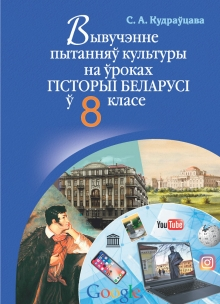 С. А. Кудраўцава
Вывучэнне
пытанняў культуры
на ўроках
ГІСТОРЫІ БЕЛАРУСІ
ў 8 класе
YouTube
Google